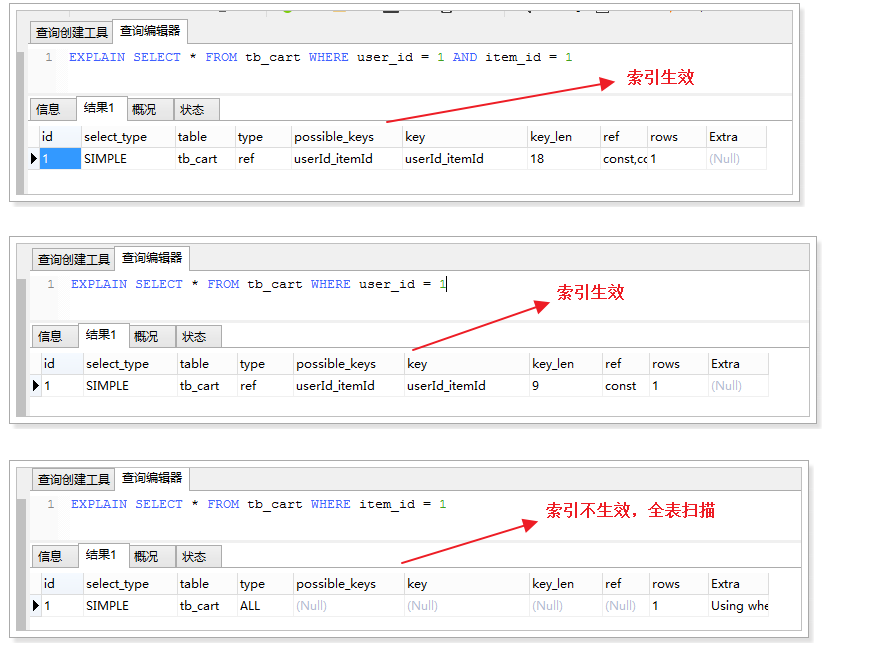 查询创建工具 查询编辑器
1 EXPLAIN SELECT * FROM tb_cart WHERE user_id = 1 AND item_id = 1
索引生效
信息 结果1 概况 状态
id select_type table type possible_keys key key_len ref rows Extra
1 SIMPLE tb_cart ref userId_itemId userId_itemId 18 const,cc 1 (Null)
查询创建工具 查询编辑器
1 EXPLAIN SELECT * FROM tb_cart WHERE user_id = 1
索引生效
信息 结果1 概况 状态
id select_type table type possible_keys key key_len ref rows Extra
1 SIMPLE tb_cart ref userId_itemId userId_itemId 9 const 1 (Null)
查询创建工具 查询编辑器
1 EXPLAIN SELECT * FROM tb_cart WHERE item_id = 1
索引不生效，全表扫描
信息 结果1 概况 状态
id select_type table type possible_keys key key_len ref rows Extra
1 SIMPLE tb_cart ALL (Null) (Null) (Null) (Null) 1 Using whe